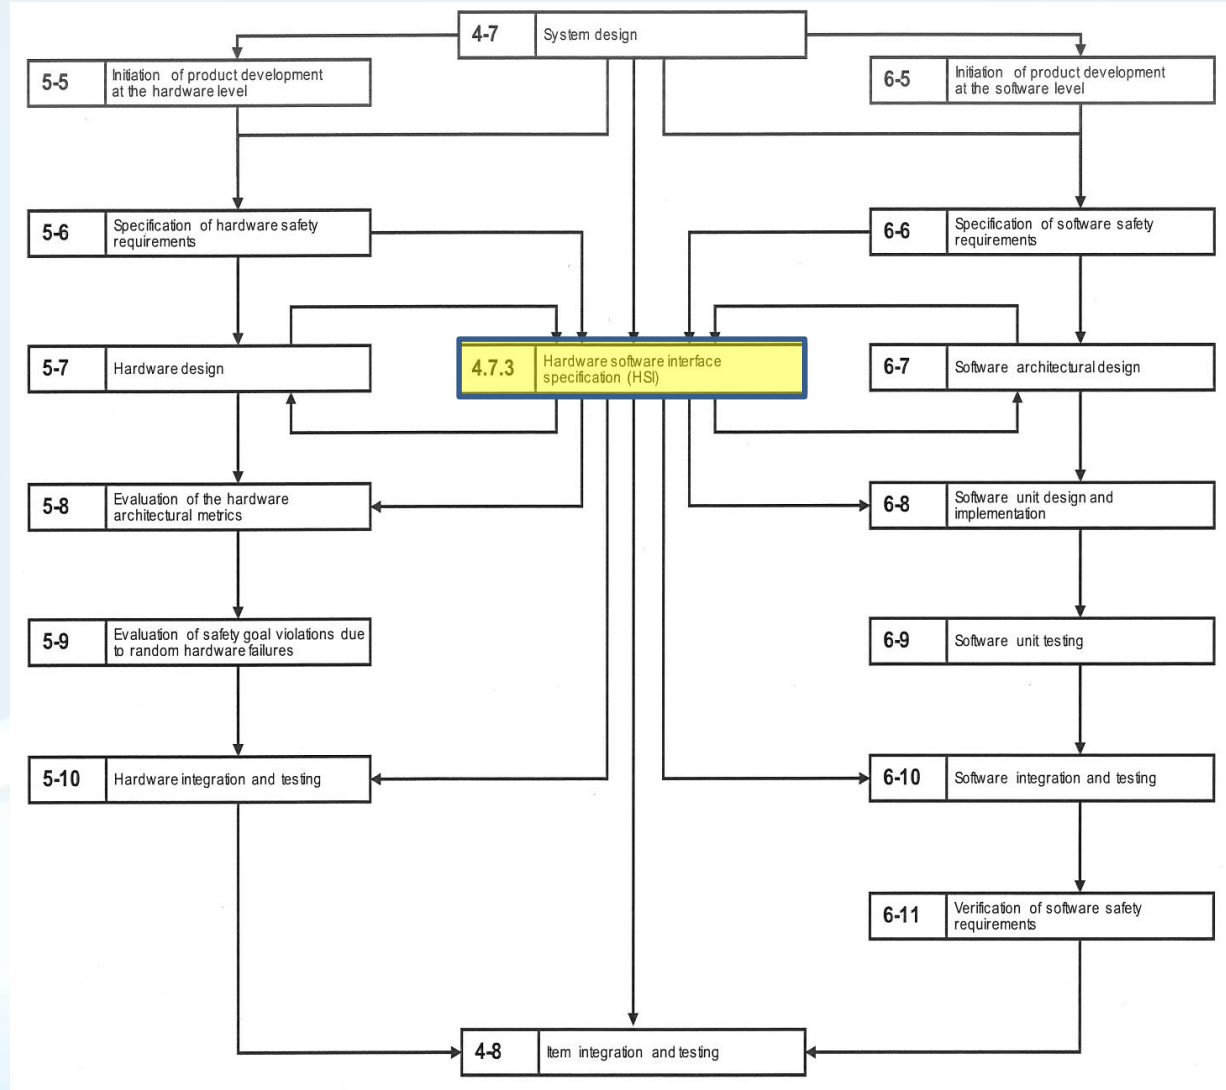 4-7 System design
5-5 Initiation of product development
at the hardware level
6-5 Initiation of product development
at the software level
5-6 Specification of hardware safety
requirements
6-6 Specification of software safety
requirements
5-7 Hardware design
4.7.3 Hardware software interface
specification (HSI)
6-7 Software architectural design
5-8 Evaluation of the hardware
architectural metrics
6-8 Software unit design and
implementation
5-9 Evaluation of safety goal violations due
to random hardware failures
6-9 Software unit testing
5-10 Hardware integration and testing
6-10 Software integration and testing
6-11 Verification of software safety
requirements
4-8 Item integration and testing